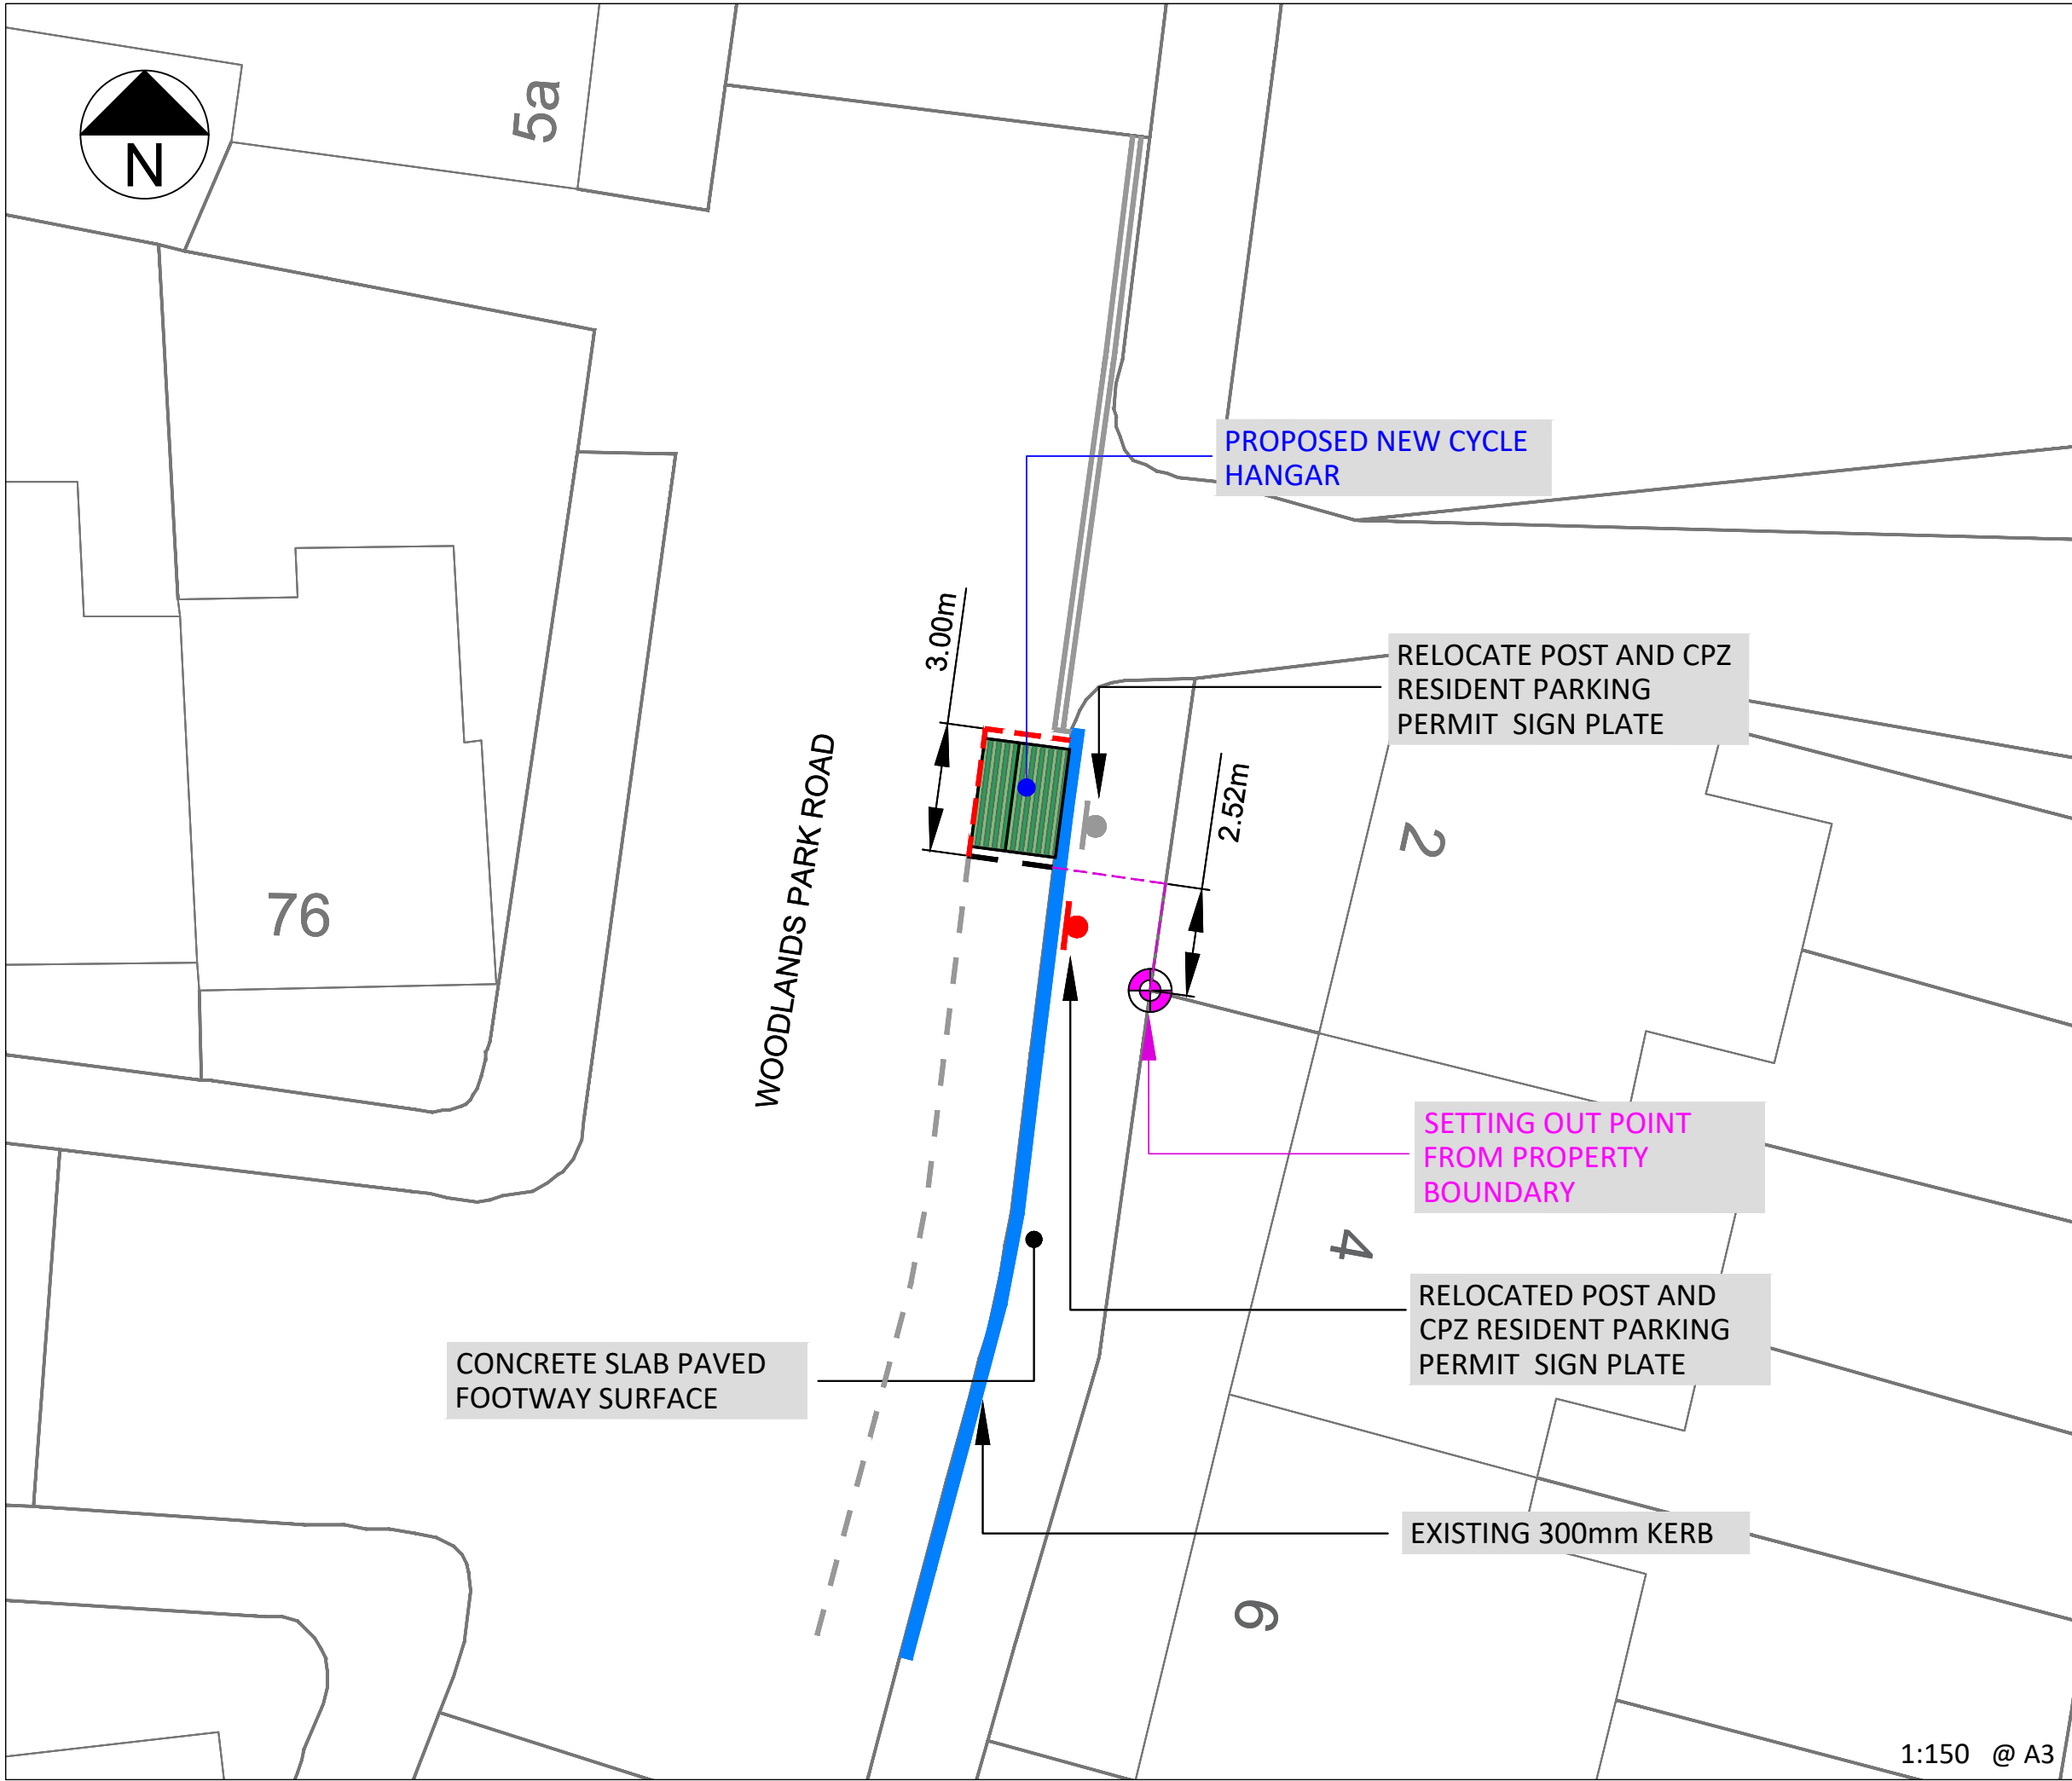 5a
N
PROPOSED NEW CYCLE
HANGAR
3.00m
RELOCATE POST AND CPZ
RESIDENT PARKING
PERMIT SIGN PLATE
WOODLANDS PARK ROAD
2.52m
2
76
SETTING OUT POINT
FROM PROPERTY
BOUNDARY
4
RELOCATED POST AND
CPZ RESIDENT PARKING
PERMIT SIGN PLATE
CONCRETE SLAB PAVED
FOOTWAY SURFACE
EXISTING 300mm KERB
6
1:150 @ A3